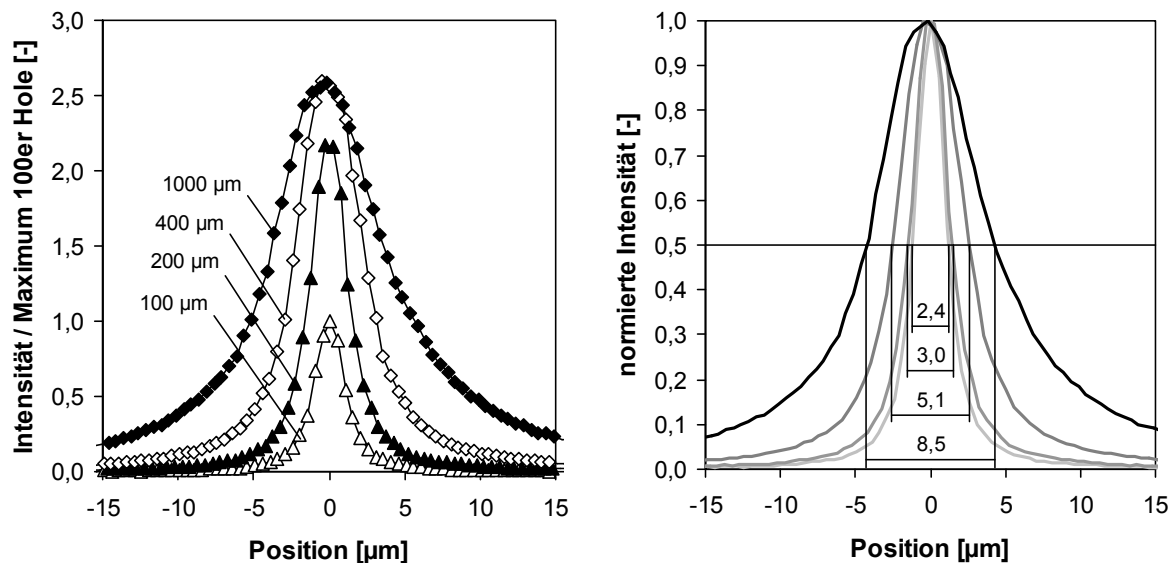 Intensität / Maximum 100er Hole [-]
3,0
2,5
2,0
1,5
1,0
0,5
0,0
1000 µm
400 µm
200 µm
100 µm
-15 -10 -5 0 5 10 15
Position [µm]
normierte Intensität [-]
1,0
0,9
0,8
0,7
0,6
0,5
0,4
0,3
0,2
0,1
0,0
2,4
3,0
5,1
8,5
-15 -10 -5 0 5 10 15
Position [µm]